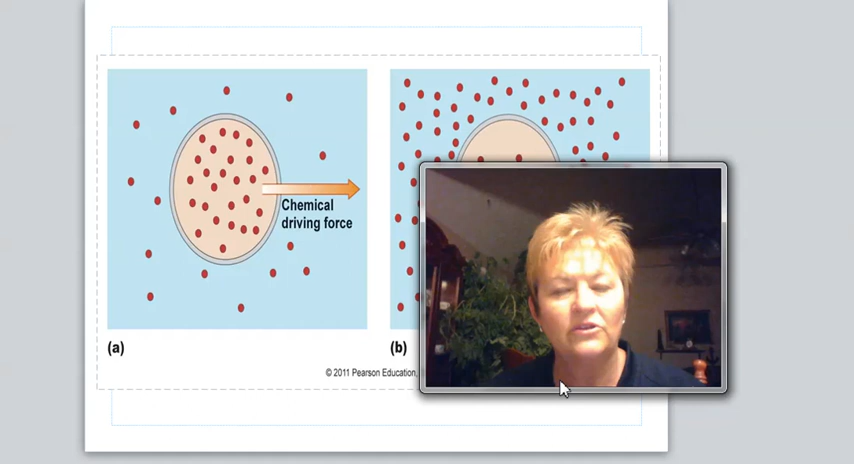 Chemical
driving force
(a)
(b)
© 2011 Pearson Education,